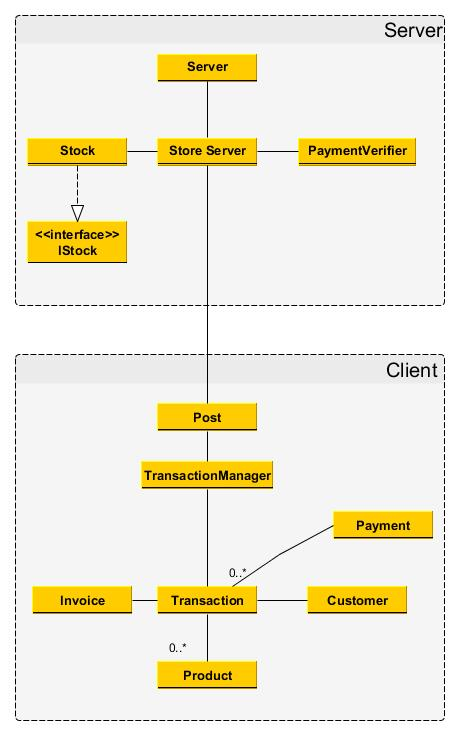 Server
Server
Stock
Store Server
PaymentVerifier
<<interface>>
IStock
Client
Post
TransactionManager
Payment
0..*
Invoice
Transaction
Customer
0..*
Product